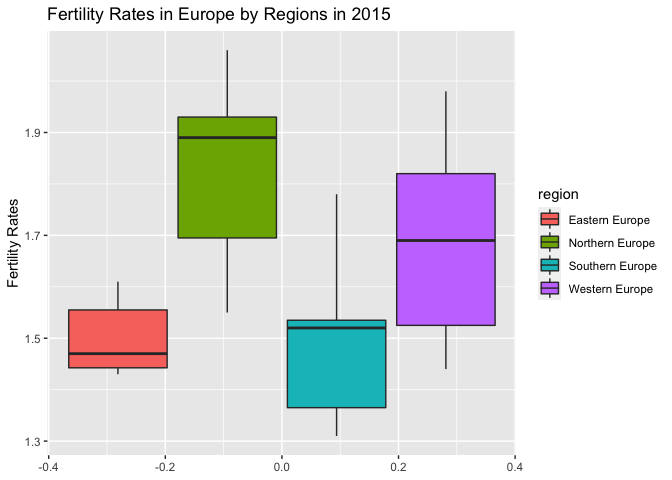 Fertility Rates in Europe by Regions in 2015
Fertility Rates
1.9
1.7
1.5
1.3
-0.4
-0.2
0.0
0.2
0.4
region
Eastern Europe
Northern Europe
Southern Europe
Western Europe